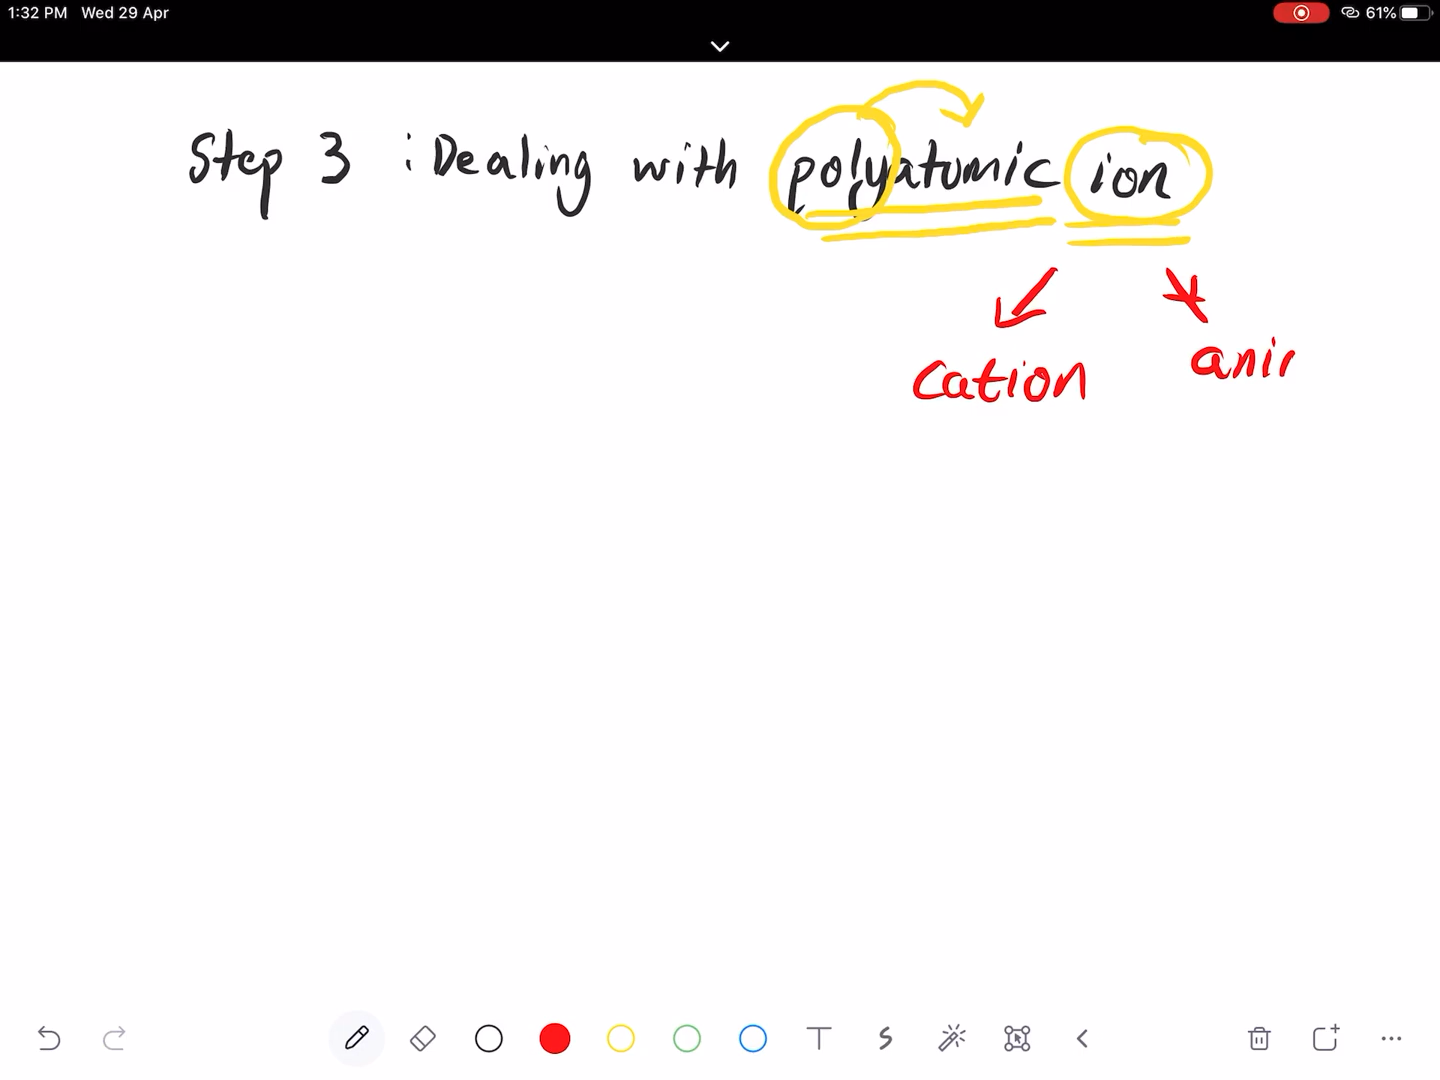 1:32 PM Wed 29 Apr
61%
Step 3 : Dealing with polyatomic ion
cation
T